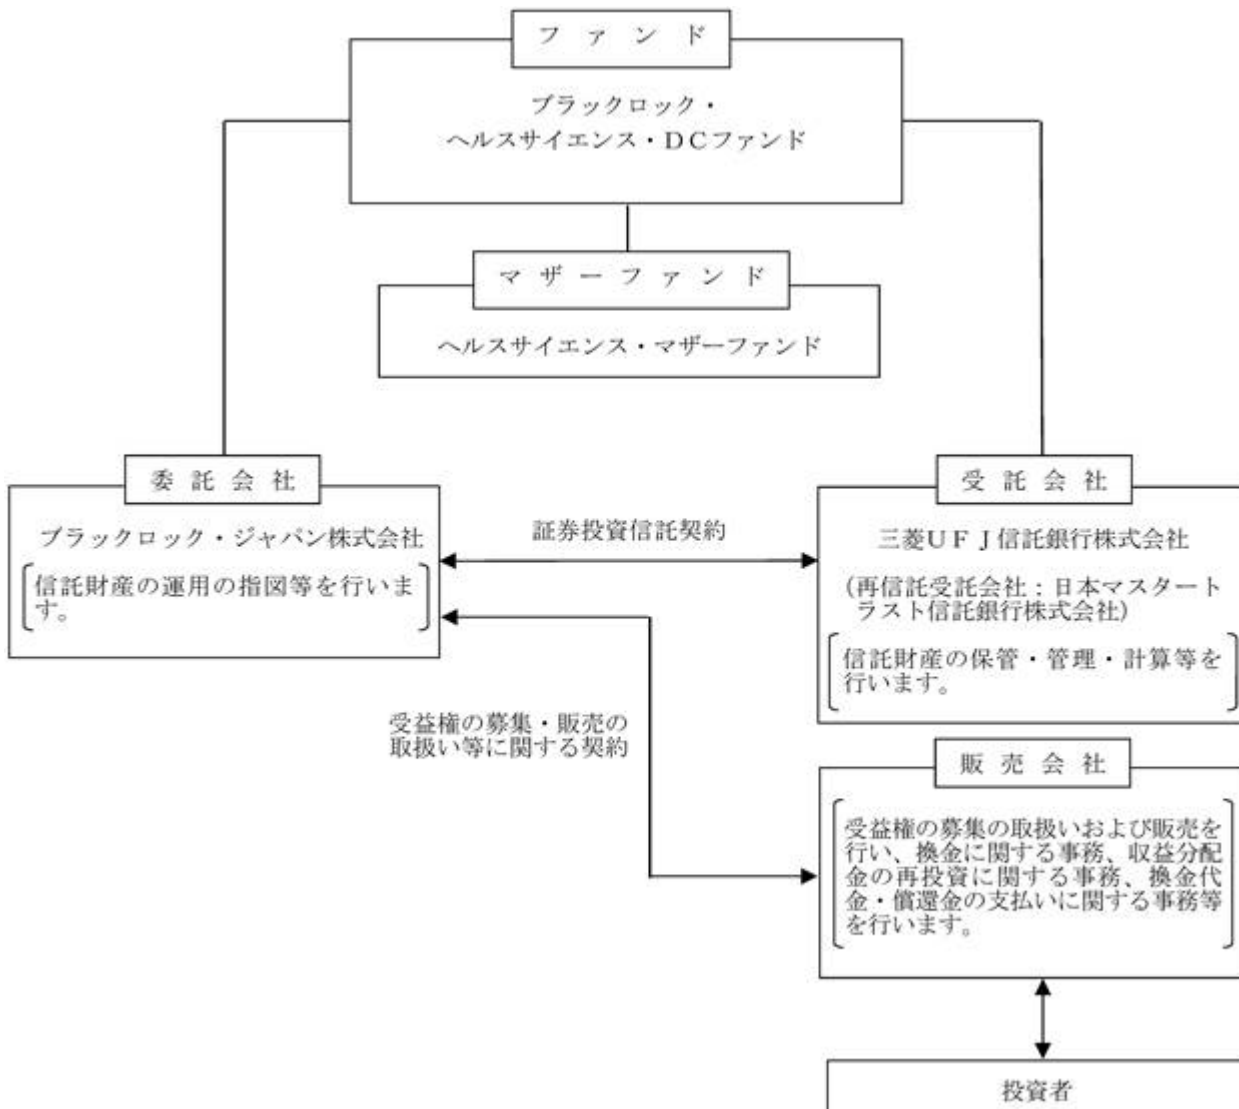 ファンド
ブラックロック・
ヘルスサイエンス・DCファンド
マザーファンド
ヘルスサイエンス・マザーファンド
委託会社
ブラックロック・ジャパン株式会社
信託財産の運用の指図等を行いま
す。
証券投資信託契約
受託会社
三菱UFJ信託銀行株式会社
(再信託受託会社:日本マスタート
ラスト信託銀行株式会社)
信託財産の保管・管理・計算等を
行います。
受益権の募集・販売の
取扱い等に関する契約
販売会社
受益権の募集の取扱いおよび販売を
行い、換金に関する事務、収益分配
金の再投資に関する事務、換金代
金・償還金の支払いに関する事務等
を行います。
投資者